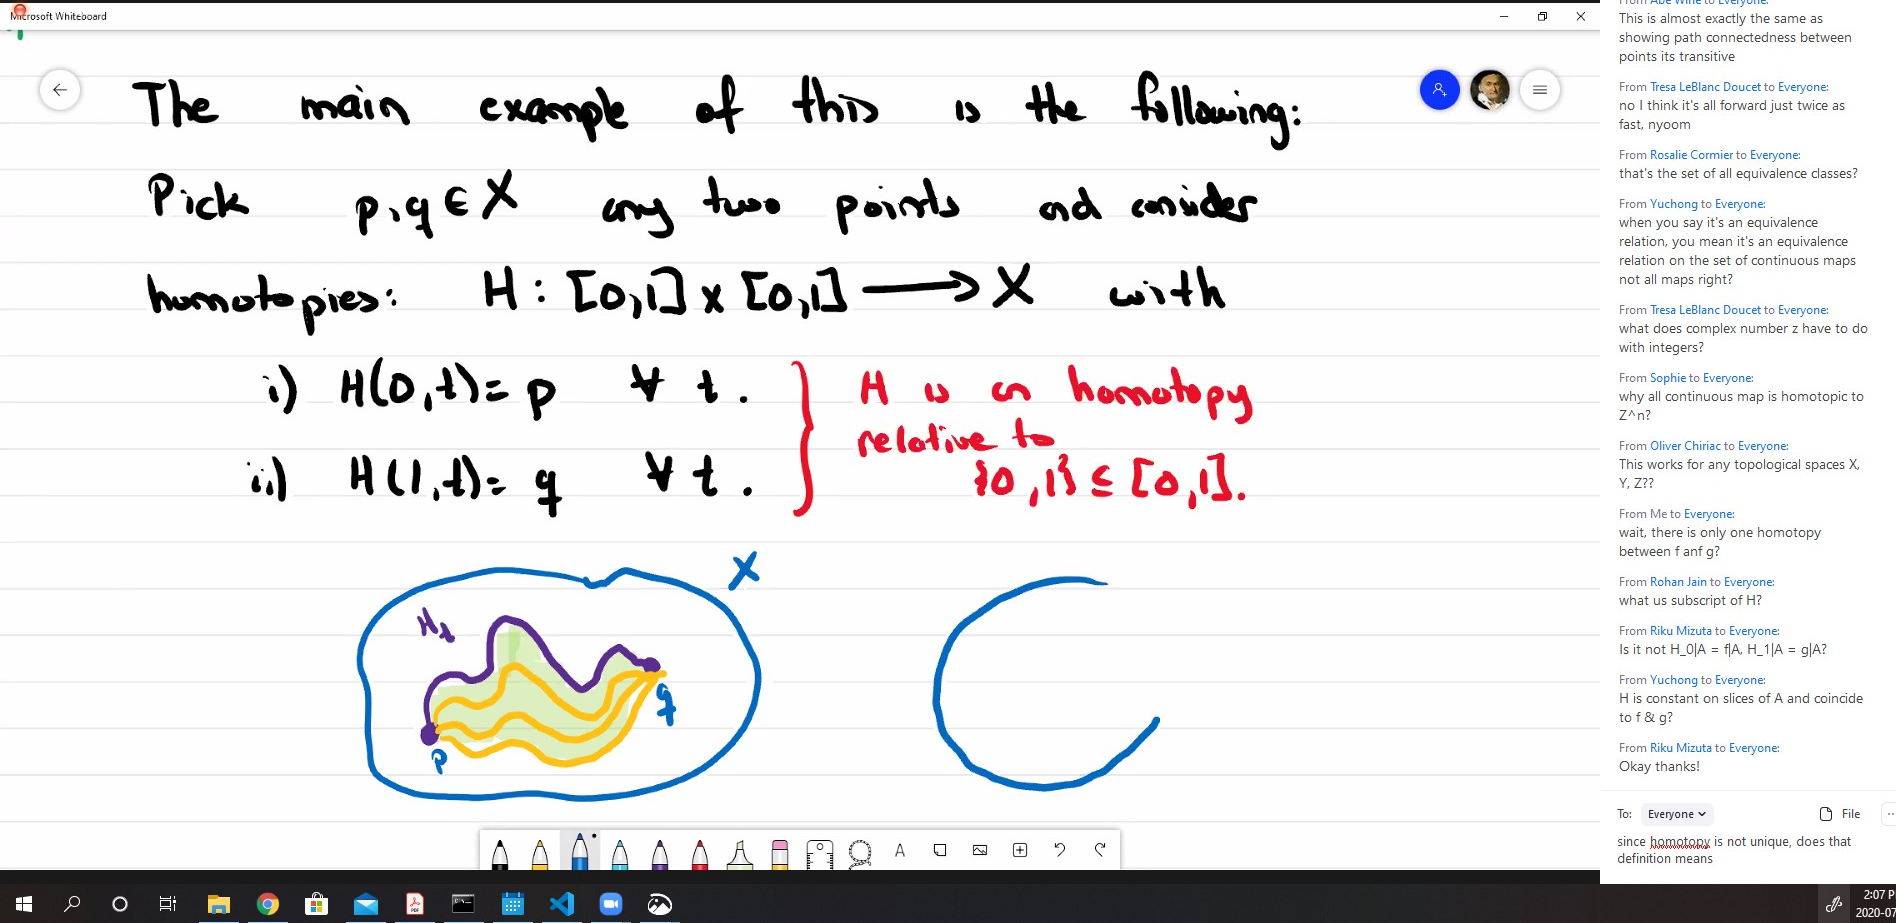 Microsoft Whiteboard
The main example of this is the following:
Pick p,q ∈ X any two points and consider
homotopies: H : [0,1] x [0,1] ⟶ X with
i) H(0,t)= p ∀ t.
ii) H(1,t)= q ∀ t.
} H is an homotopy
relative to
{0,1} ⊆ [0,1].
X
H_t
q
p
From Abe Wine to Everyone:
This is almost exactly the same as
showing path connectedness between
points its transitive
From Tresa LeBlanc Doucet to Everyone:
no I think it's all forward just twice as
fast, nyoom
From Rosalie Cormier to Everyone:
that's the set of all equivalence classes?
From Yuchong to Everyone:
when you say it's an equivalence
relation, you mean it's an equivalence
relation on the set of continuous maps
not all maps right?
From Tresa LeBlanc Doucet to Everyone:
what does complex number z have to do
with integers?
From Sophie to Everyone:
why all continuous map is homotopic to
Z^n?
From Oliver Chiriac to Everyone:
This works for any topological spaces X,
Y, Z??
From Me to Everyone:
wait, there is only one homotopy
between f anf g?
From Rohan Jain to Everyone:
what us subscript of H?
From Riku Mizuta to Everyone:
Is it not H_0|A = f|A, H_1|A = g|A?
From Yuchong to Everyone:
H is constant on slices of A and coincide
to f & g?
From Riku Mizuta to Everyone:
Okay thanks!
To: Everyone File ...
since homotopy is not unique, does that
definition means
A
2:07 P
2020-07